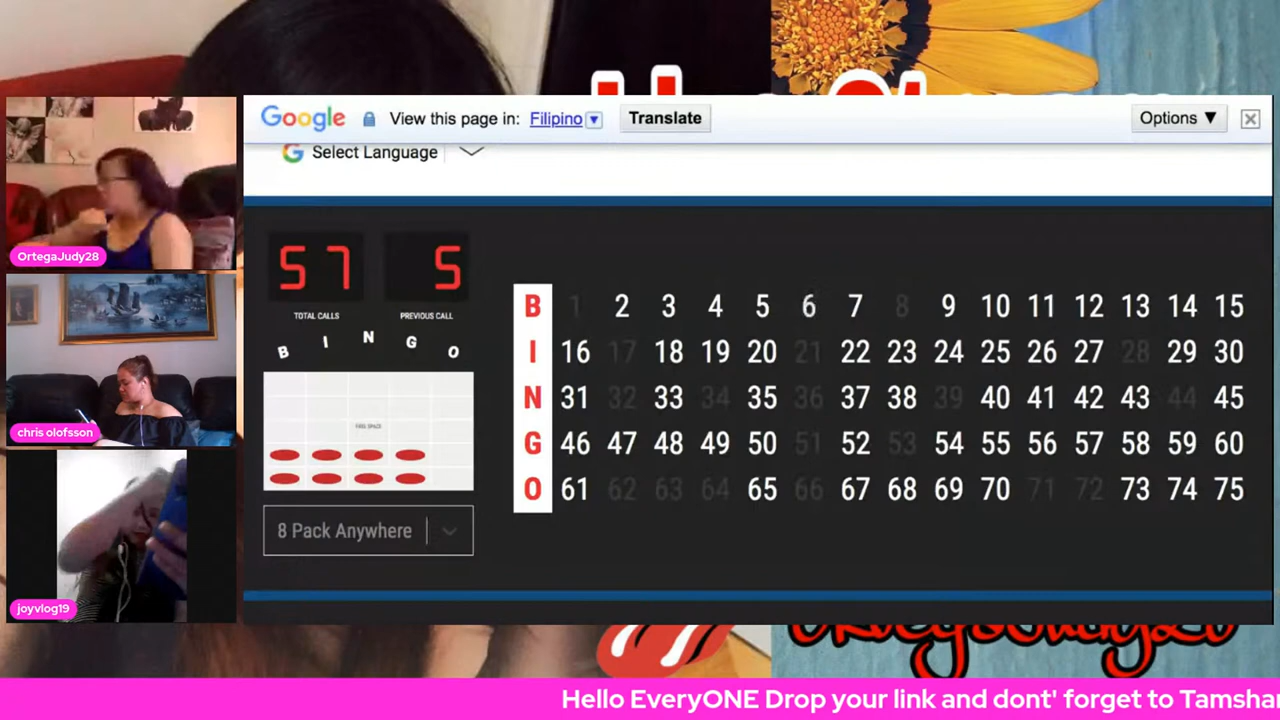 Google View this page in: Filipino Translate Options ▼
Select Language
57 5
TOTAL CALLS PREVIOUS CALL
B I N G O
FREE SPACE
8 Pack Anywhere
B 1 2 3 4 5 6 7 8 9 10 11 12 13 14 15
I 16 17 18 19 20 21 22 23 24 25 26 27 28 29 30
N 31 32 33 34 35 36 37 38 39 40 41 42 43 44 45
G 46 47 48 49 50 51 52 53 54 55 56 57 58 59 60
O 61 62 63 64 65 66 67 68 69 70 71 72 73 74 75
OrtegaJudy28
chris olofsson
joyvlog19
Hello EveryONE Drop your link and dont' forget to Tamsha